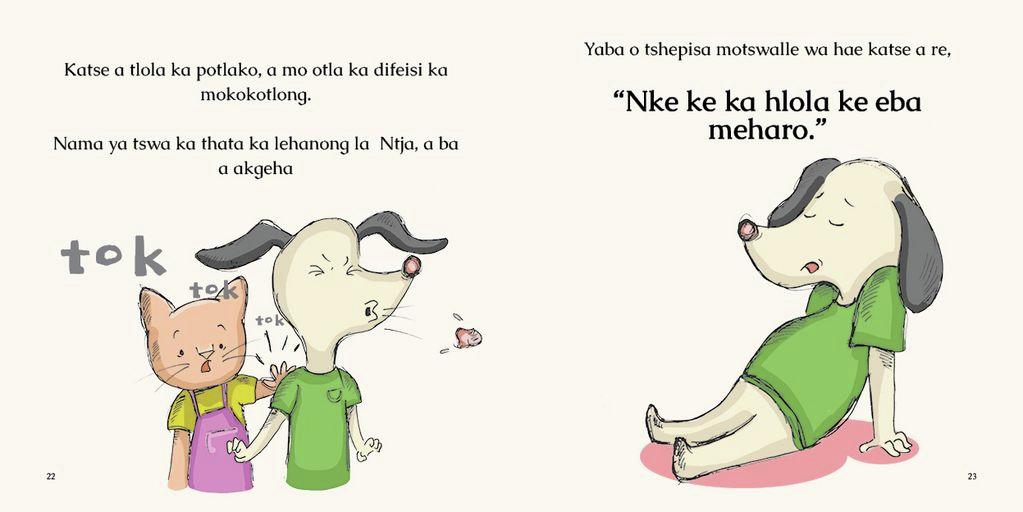 Katse a tlola ka potlako, a mo otla ka difeisi ka
mokokotlong.
Nama ya tswa ka thata ka lehanong la  Ntja, a ba
a akgeha
tok
tok
tok
22
Yaba o tshepisa motswalle wa hae katse a re,
“Nke ke ka hlola ke eba
meharo.”
23